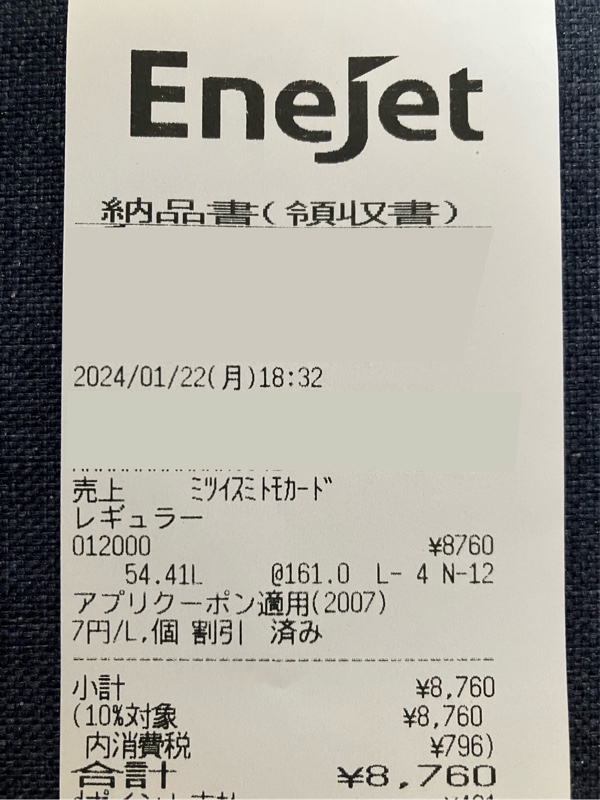 EneJet
納品書(領収書)
2024/01/22(月)18:32
売上 ミツイスミトモカード
レギュラー
012000 ¥8760
54.41L @161.0 L- 4 N-12
アプリクーポン適用(2007)
7円/L,個 割引 済み
小計 ¥8,760
(10%対象 ¥8,760
内消費税 ¥796)
合計 ¥8,760